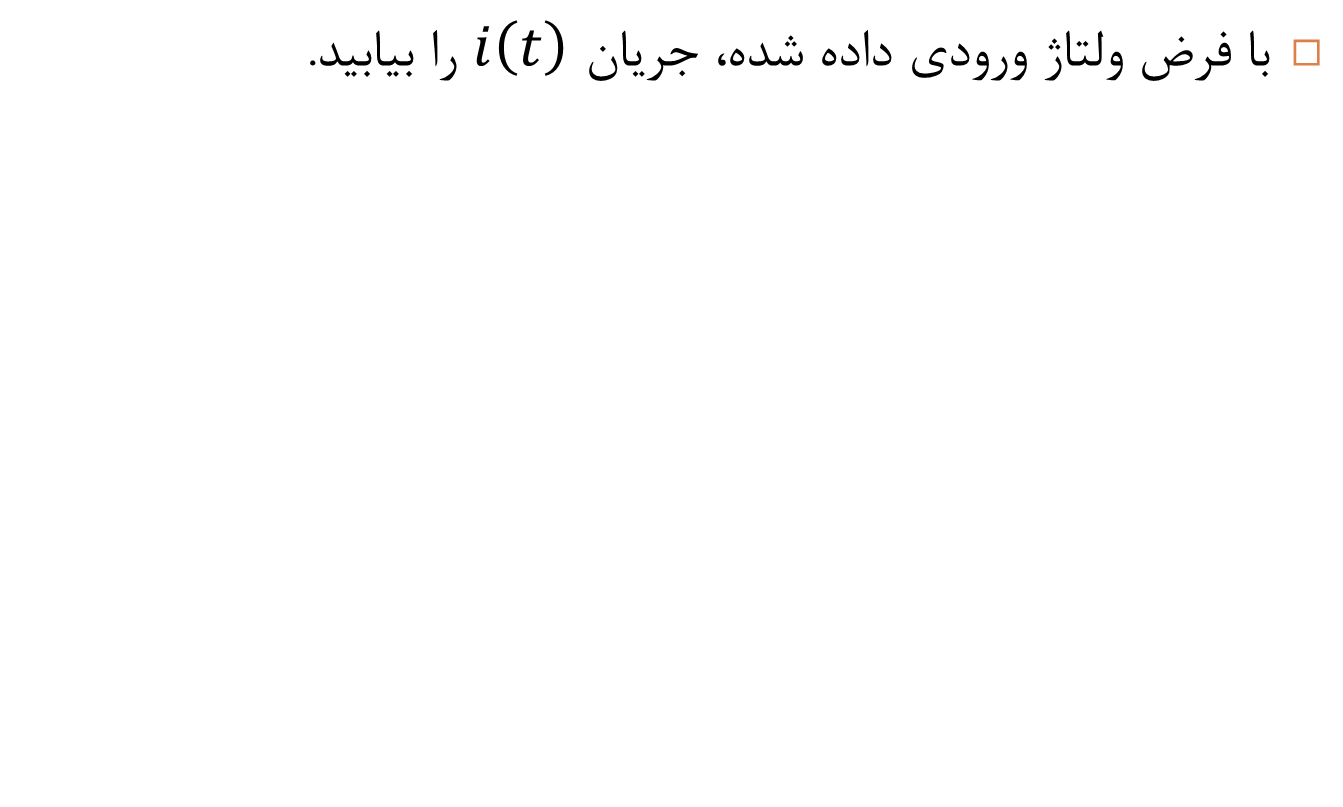 با فرض ولتاژ ورودی داده شده، جریان i(t) را بیابید.